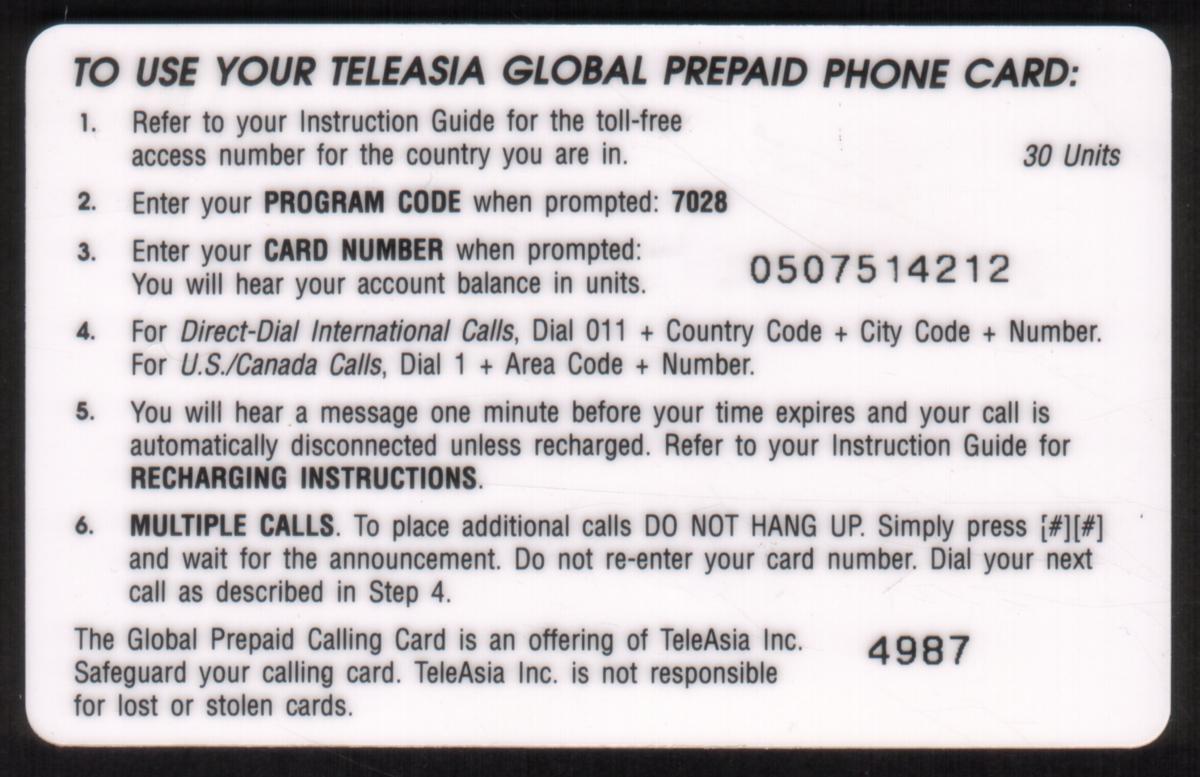 TO USE YOUR TELEASIA GLOBAL PREPAID PHONE CARD:
1. Refer to your Instruction Guide for the toll-free
access number for the country you are in.
30 Units
2. Enter your PROGRAM CODE when prompted: 7028
3. Enter your CARD NUMBER when prompted:
You will hear your account balance in units.
0507514212
4. For Direct-Dial International Calls, Dial 011 + Country Code + City Code + Number.
For U.S./Canada Calls, Dial 1 + Area Code + Number.
5. You will hear a message one minute before your time expires and your call is
automatically disconnected unless recharged. Refer to your Instruction Guide for
RECHARGING INSTRUCTIONS.
6. MULTIPLE CALLS. To place additional calls DO NOT HANG UP. Simply press [#][#]
and wait for the announcement. Do not re-enter your card number. Dial your next
call as described in Step 4.
The Global Prepaid Calling Card is an offering of TeleAsia Inc.
Safeguard your calling card. TeleAsia Inc. is not responsible
for lost or stolen cards.
4987